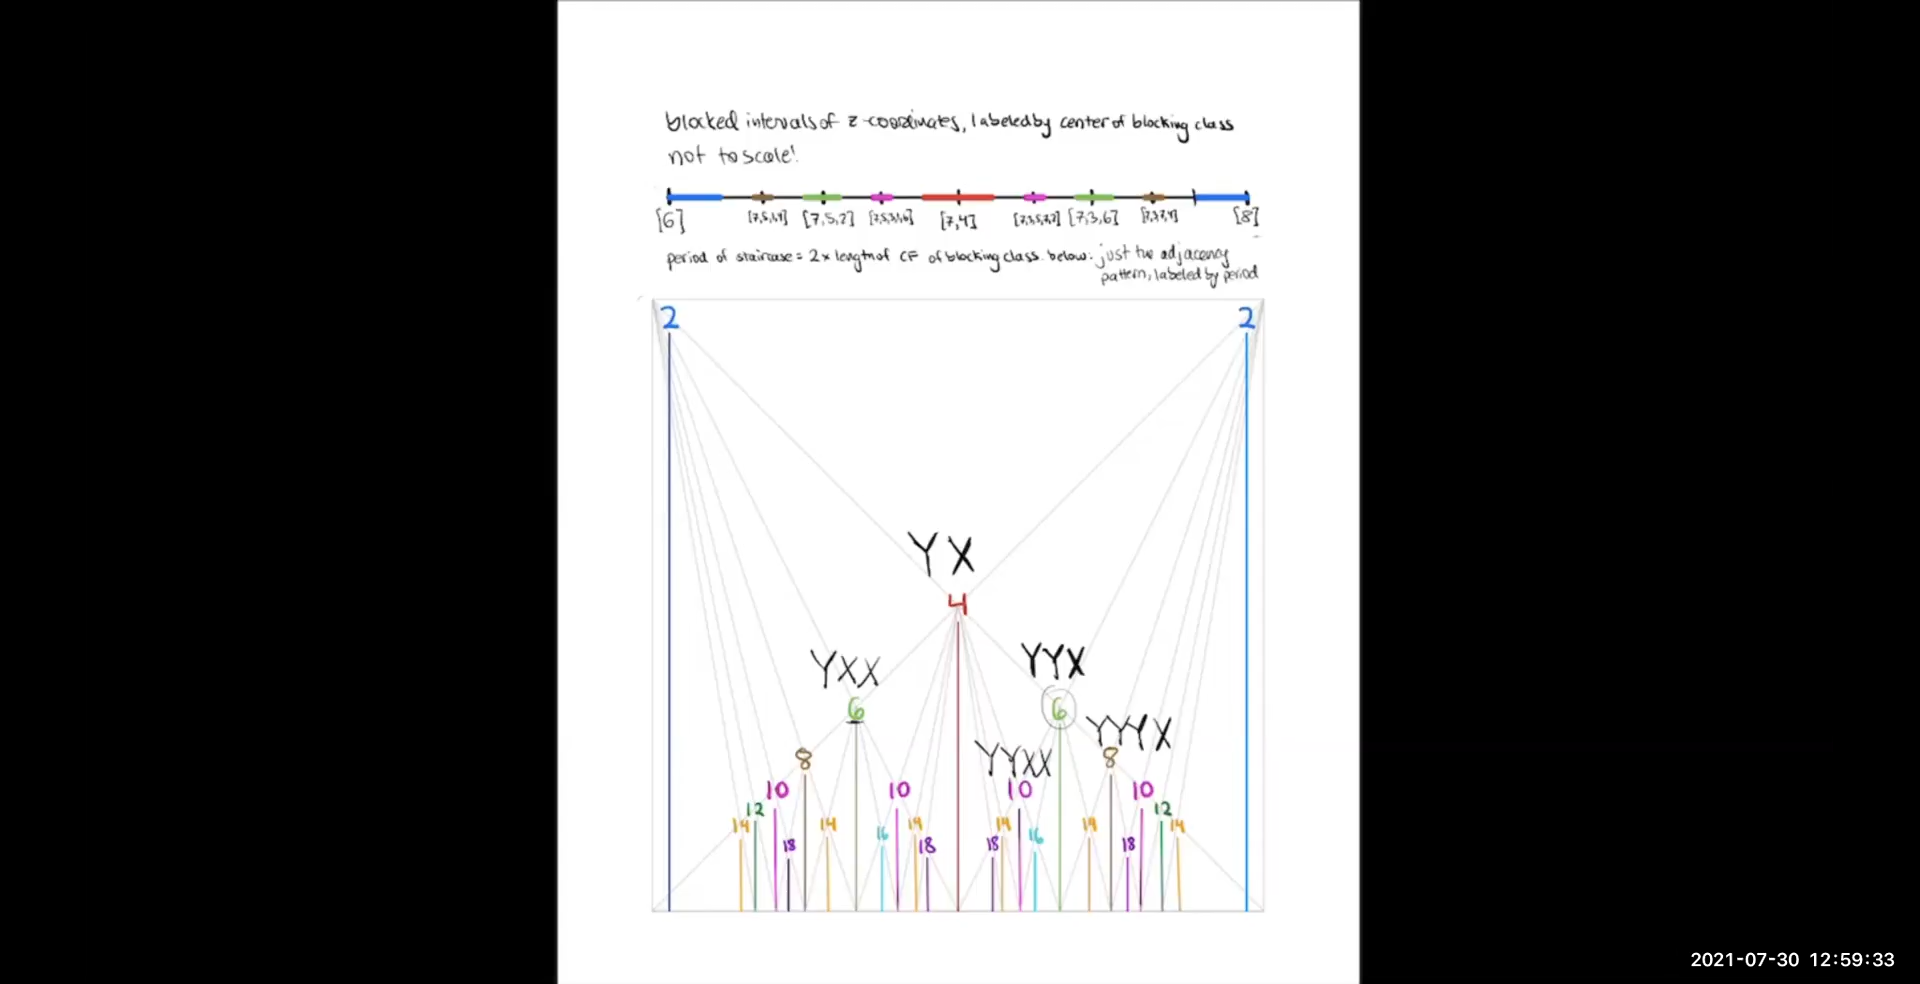 blocked intervals of z-coordinates, labeled by center of blocking class
not to scale!
[6] [7,5,2] [7,4] [7,3,6] [8]
period of staircase = 2x length of CF of blocking class. below: just the adjacency
pattern, labeled by period
2 2
YX
4
YXX YYX
6 6
YYYX
8 YYXX 8
10 10 10 10
12 12
14 14 16 14 14 16 14 14
18 18 18 18
2021-07-30 12:59:33